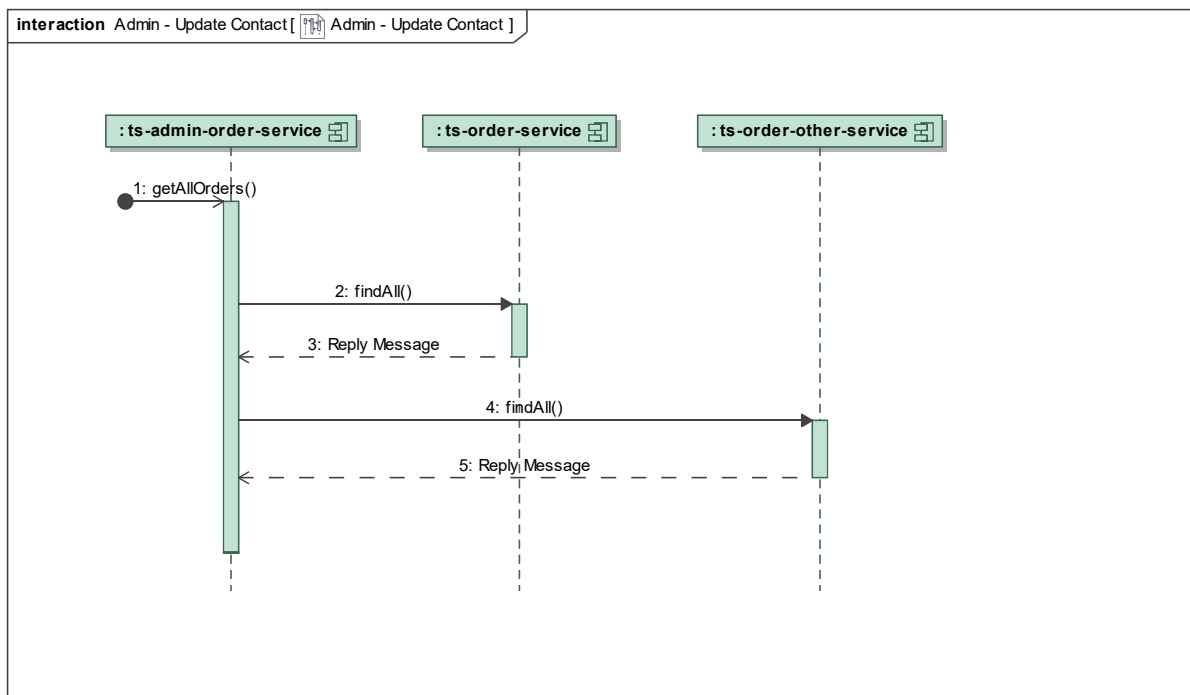 interaction Admin - Update Contact [ Admin - Update Contact ]
: ts-admin-order-service
: ts-order-service
: ts-order-other-service
1: getAllOrders()
2: findAll()
3: Reply Message
4: findAll()
5: Reply Message